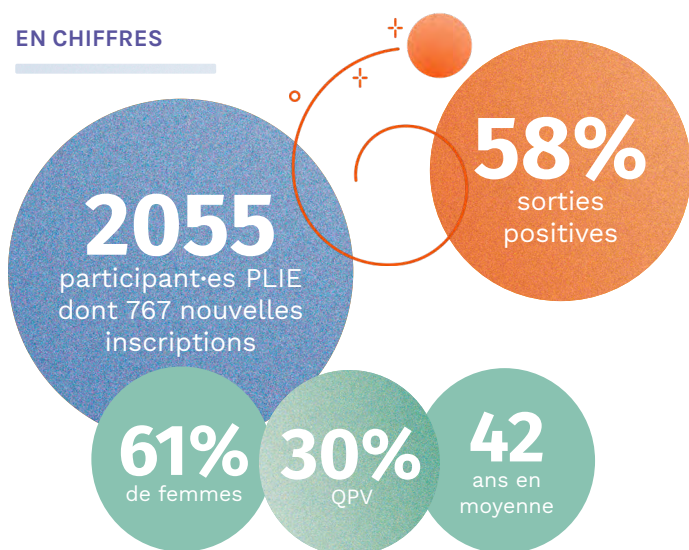 EN CHIFFRES
58%
sorties
positives
2055
participant·es PLIE
dont 767 nouvelles
inscriptions
61%
de femmes
30%
QPV
42
ans en
moyenne